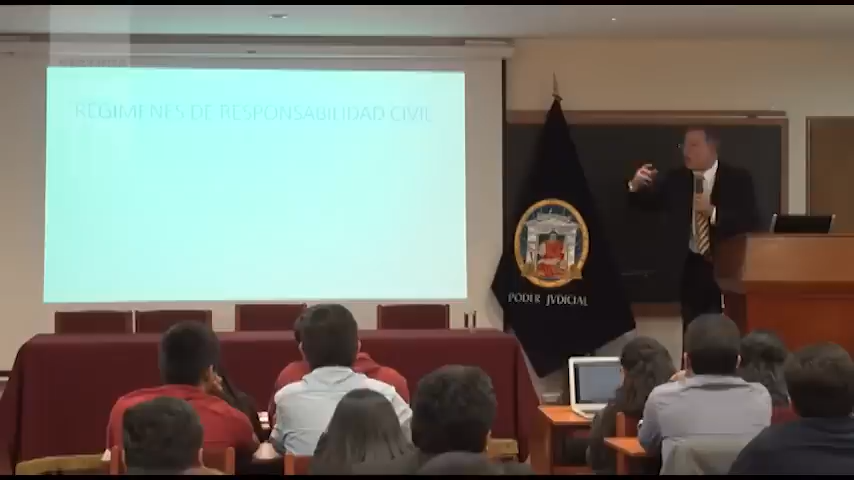 REGIMENES DE RESPONSABILIDAD CIVIL
PODER JUDICIAL